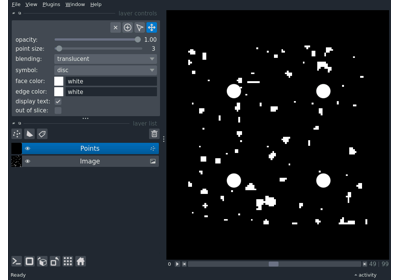 File View Plugins Window Help
layer controls
opacity: 1.00
point size: 3
blending: translucent
symbol: disc
face color: white
edge color: white
display text:
out of slice:
layer list
Points
Image
Ready
49 99
activity